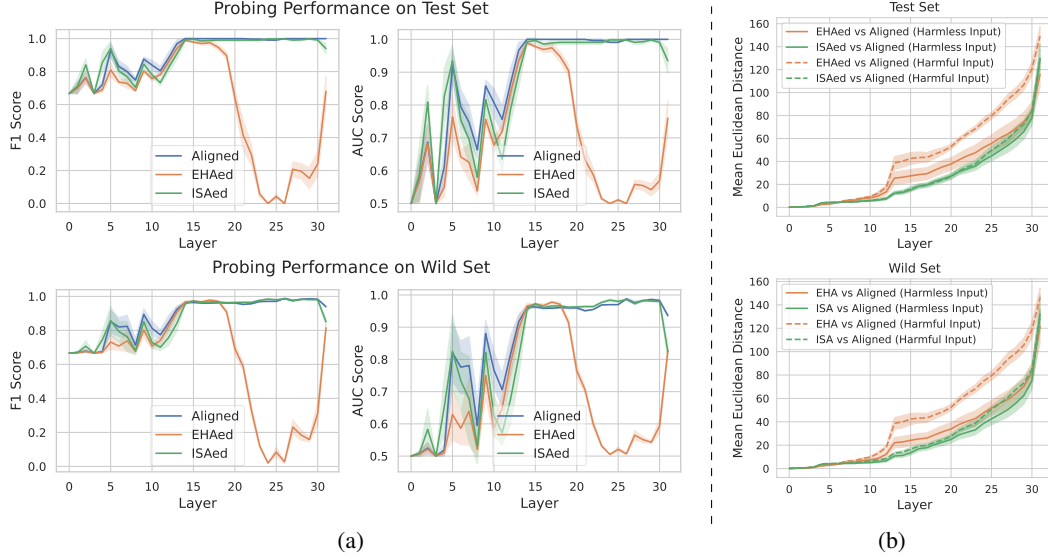 Probing Performance on Test Set
F1 Score
1.0
0.8
0.6
0.4
0.2
0.0
Aligned
EHAed
ISAed
0 5 10 15 20 25 30
Layer
AUC Score
1.0
0.9
0.8
0.7
0.6
0.5
Aligned
EHAed
ISAed
0 5 10 15 20 25 30
Layer
Probing Performance on Wild Set
F1 Score
1.0
0.8
0.6
0.4
0.2
0.0
Aligned
EHAed
ISAed
0 5 10 15 20 25 30
Layer
AUC Score
1.0
0.9
0.8
0.7
0.6
0.5
Aligned
EHAed
ISAed
0 5 10 15 20 25 30
Layer
(a)
Test Set
Mean Euclidean Distance
160
140
120
100
80
60
40
20
0
EHAed vs Aligned (Harmless Input)
ISAed vs Aligned (Harmless Input)
EHAed vs Aligned (Harmful Input)
ISAed vs Aligned (Harmful Input)
0 5 10 15 20 25 30
Layer
Wild Set
Mean Euclidean Distance
160
140
120
100
80
60
40
20
0
EHA vs Aligned (Harmless Input)
ISA vs Aligned (Harmless Input)
EHA vs Aligned (Harmful Input)
ISA vs Aligned (Harmful Input)
0 5 10 15 20 25 30
Layer
(b)